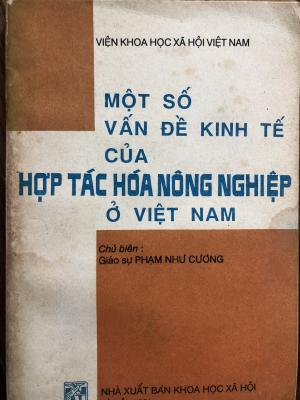 VIỆN KHOA HỌC XÃ HỘI VIỆT NAM
MỘT SỐ
VẤN ĐỀ KINH TẾ
CỦA
HỢP TÁC HÓA NÔNG NGHIỆP
Ở VIỆT NAM
Chủ biên :
Giáo sư PHẠM NHƯ CƯƠNG
NHÀ XUẤT BẢN KHOA HỌC XÃ HỘI